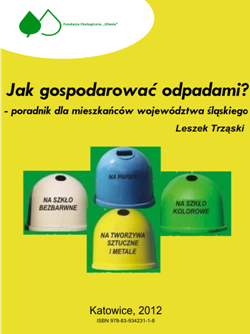 Fundacja Ekologiczna „Silesia"
Jak gospodarować odpadami?
- poradnik dla mieszkańców województwa śląskiego
Leszek Trząski
NA PAPIER
NA SZKŁO
BEZBARWNE
NA SZKŁO
KOLOROWE
NA TWORZYWA
SZTUCZNE
I METALE
Katowice, 2012
ISBN 978-83-934231-1-8